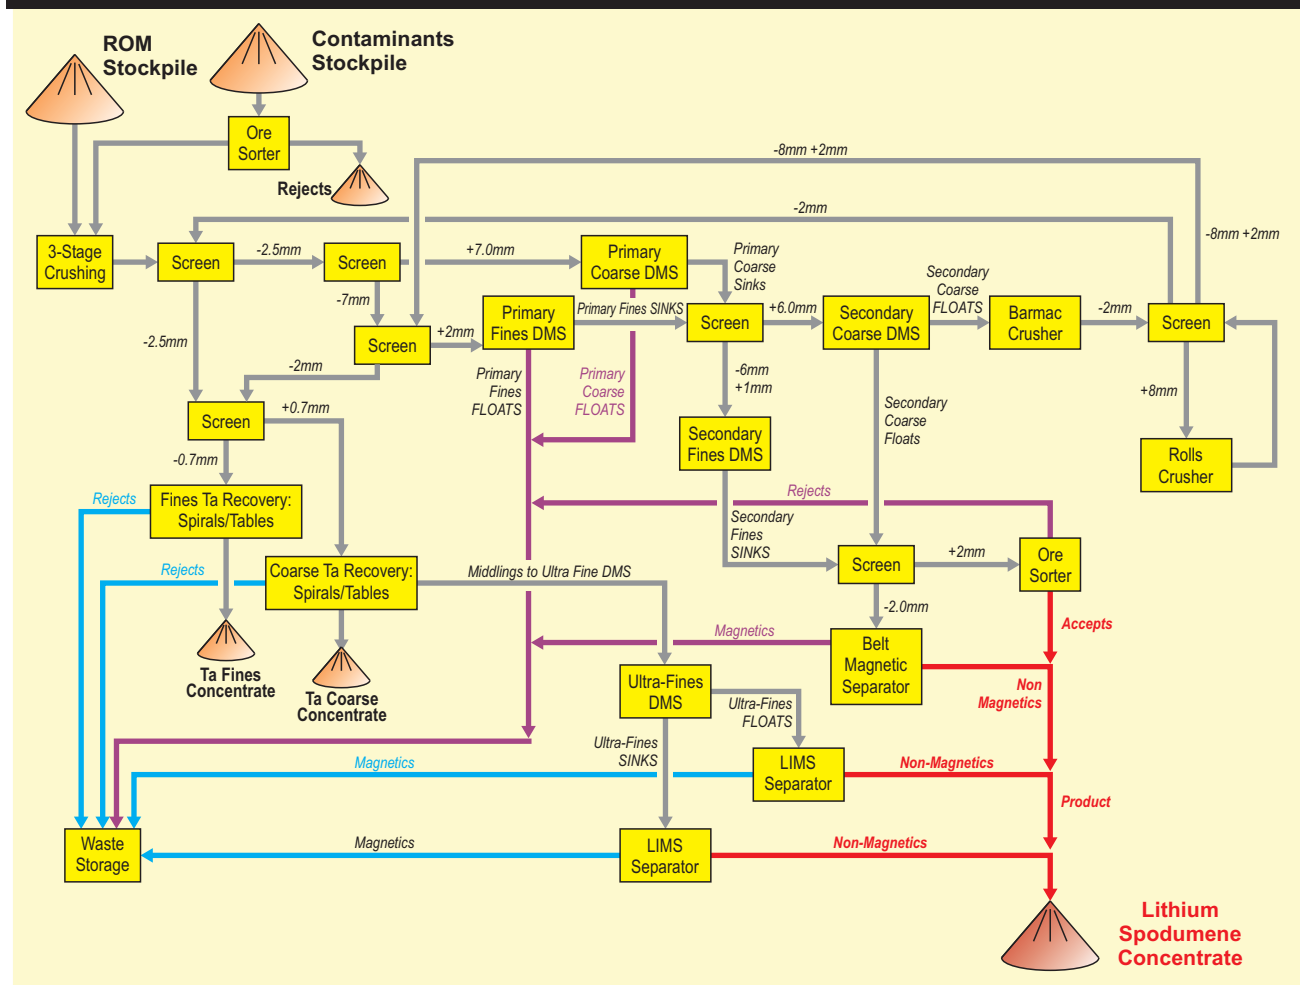 ROM
Stockpile
Contaminants
Stockpile
Ore
Sorter
Rejects
-8mm +2mm
-2mm
-8mm +2mm
3-Stage
Crushing
Screen
-2.5mm
Screen
+7.0mm
Primary
Coarse DMS
Primary
Coarse
Sinks
Secondary
Coarse
FLOATS
-7mm
Primary
Fines DMS
Primary Fines SINKS
Screen
+6.0mm
Secondary
Coarse DMS
Barmac
Crusher
-2mm
Screen
-2.5mm
Screen
+2mm
-2mm
Primary
Fines
FLOATS
Primary
Coarse
FLOATS
-6mm
+1mm
+8mm
Screen
+0.7mm
Secondary
Fines DMS
Secondary
Coarse
Floats
Rolls
Crusher
-0.7mm
Rejects
Fines Ta Recovery:
Spirals/Tables
Rejects
Secondary
Fines
SINKS
Rejects
Coarse Ta Recovery:
Spirals/Tables
Middlings to Ultra Fine DMS
Screen
+2mm
Ore
Sorter
-2.0mm
Accepts
Magnetics
Belt
Magnetic
Separator
Ta Fines
Concentrate
Ta Coarse
Concentrate
Ultra-Fines
DMS
Ultra-Fines
FLOATS
Non
Magnetics
Ultra-Fines
SINKS
Magnetics
LIMS
Separator
Non-Magnetics
Product
Waste
Storage
Magnetics
LIMS
Separator
Non-Magnetics
Lithium
Spodumene
Concentrate